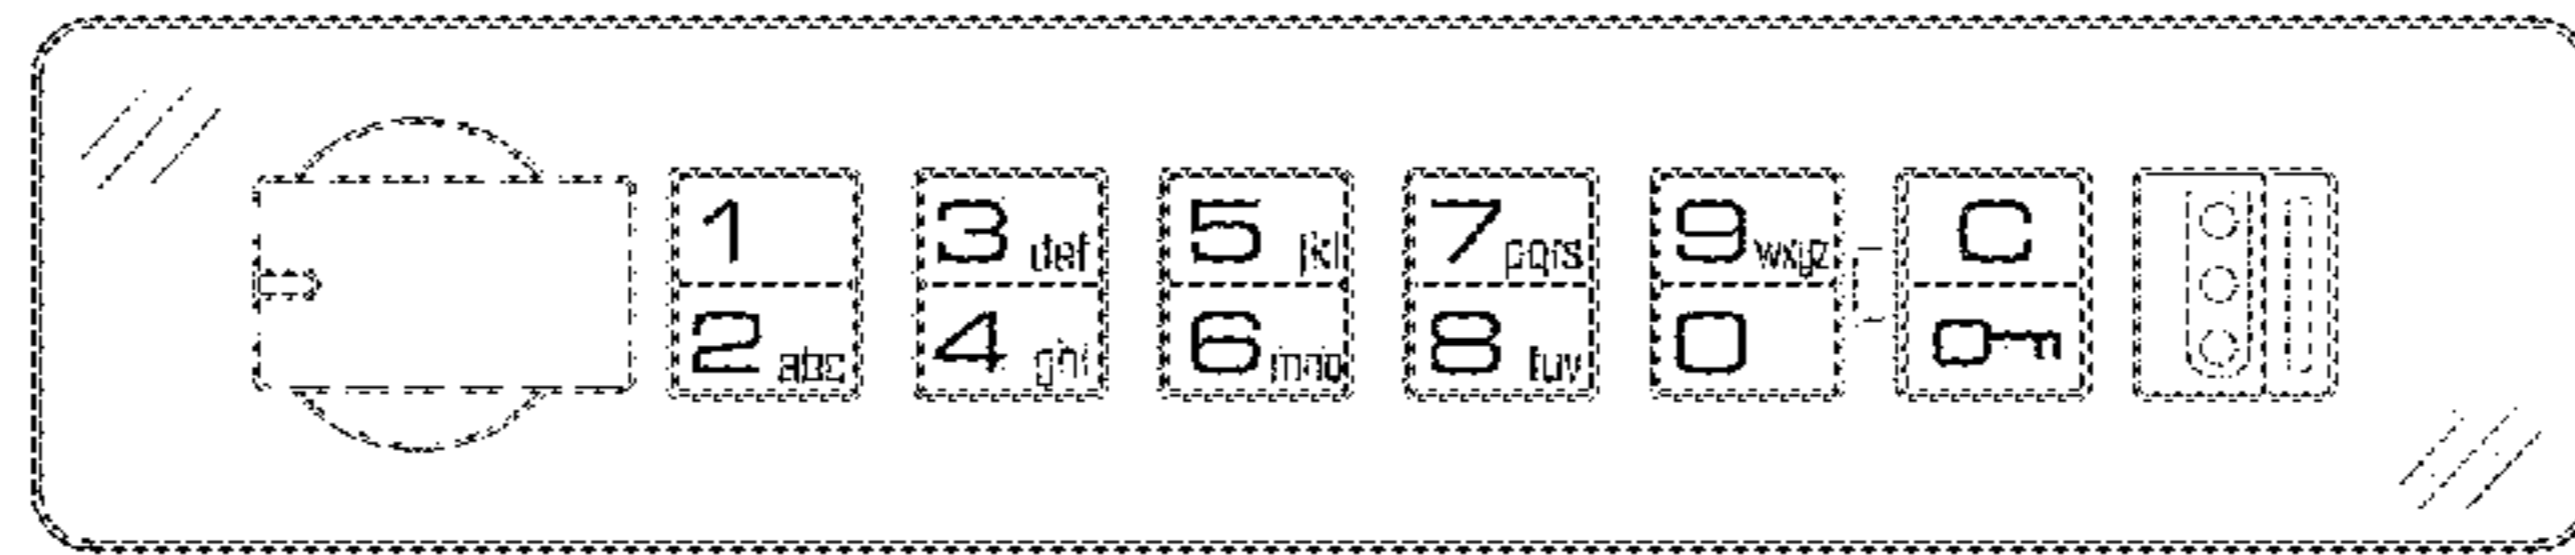 1 3 def 5 jkl 7 pqrs 9 wxyz C
2 abc 4 ghi 6 mno 8 tuv 0